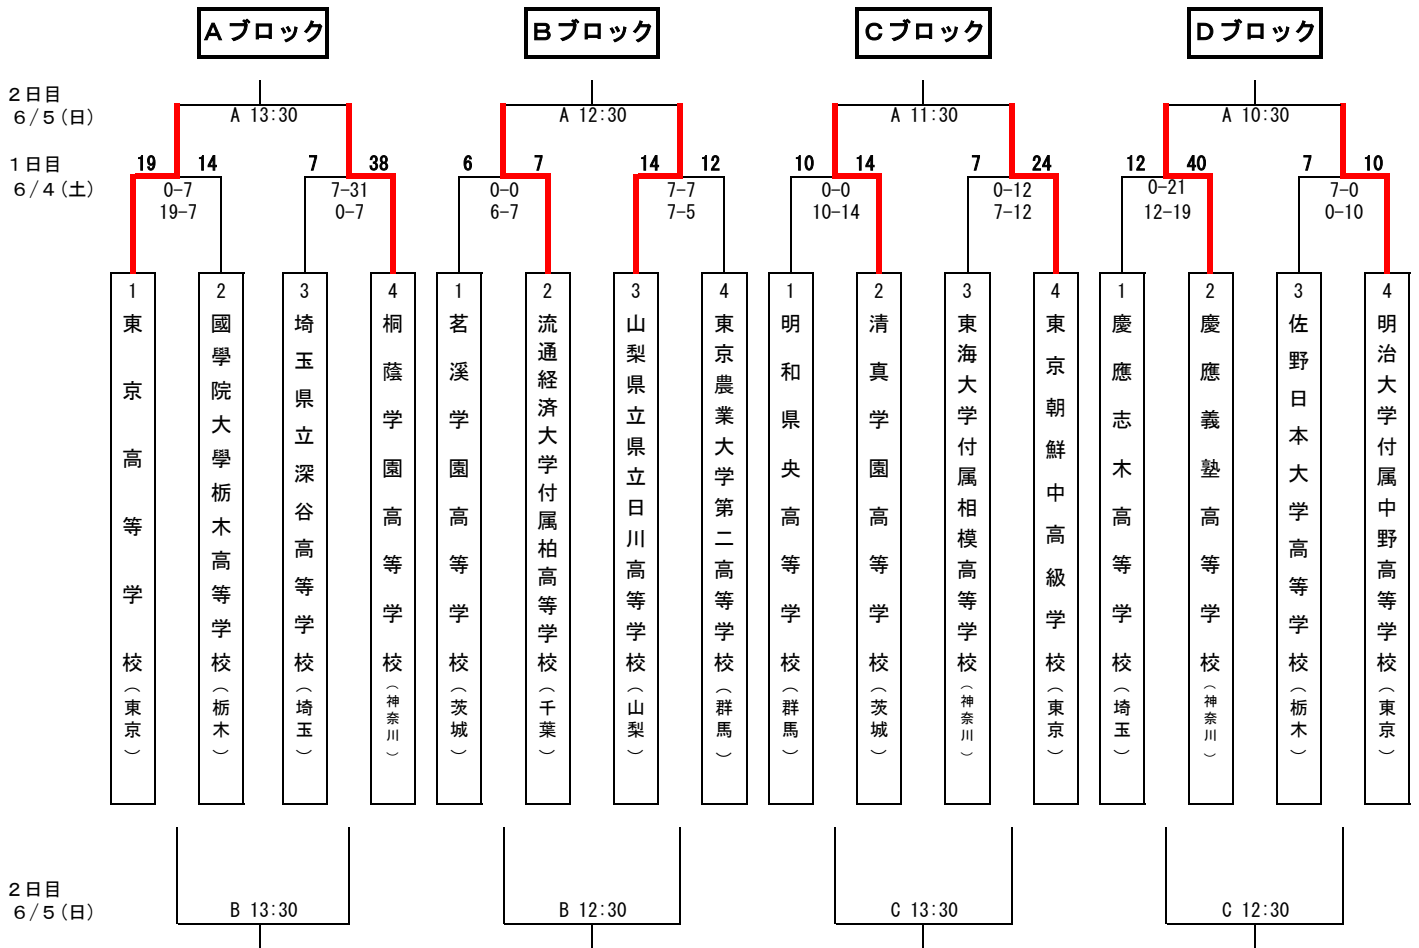 Aブロック
Bブロック
Cブロック
Dブロック
2日目
6/5(日)
A 13:30
A 12:30
A 11:30
A 10:30
1日目
6/4(土)
19 14
7 38
6 7
14 12
10 14
7 24
12 40
7 10
0-7
19-7
7-31
0-7
0-0
6-7
7-7
7-5
0-0
10-14
0-12
7-12
0-21
12-19
7-0
0-10
1 東京高等学校(東京)
2 國學院大學栃木高等学校(栃木)
3 埼玉県立深谷高等学校(埼玉)
4 桐蔭学園高等学校(神奈川)
1 茗溪学園高等学校(茨城)
2 流通経済大学付属柏高等学校(千葉)
3 山梨県立県立日川高等学校(山梨)
4 東京農業大学第二高等学校(群馬)
1 明和県央高等学校(群馬)
2 清真学園高等学校(茨城)
3 東海大学付属相模高等学校(神奈川)
4 東京朝鮮中高級学校(東京)
1 慶應志木高等学校(埼玉)
2 慶應義塾高等学校(神奈川)
3 佐野日本大学高等学校(栃木)
4 明治大学付属中野高等学校(東京)
2日目
6/5(日)
B 13:30
B 12:30
C 13:30
C 12:30